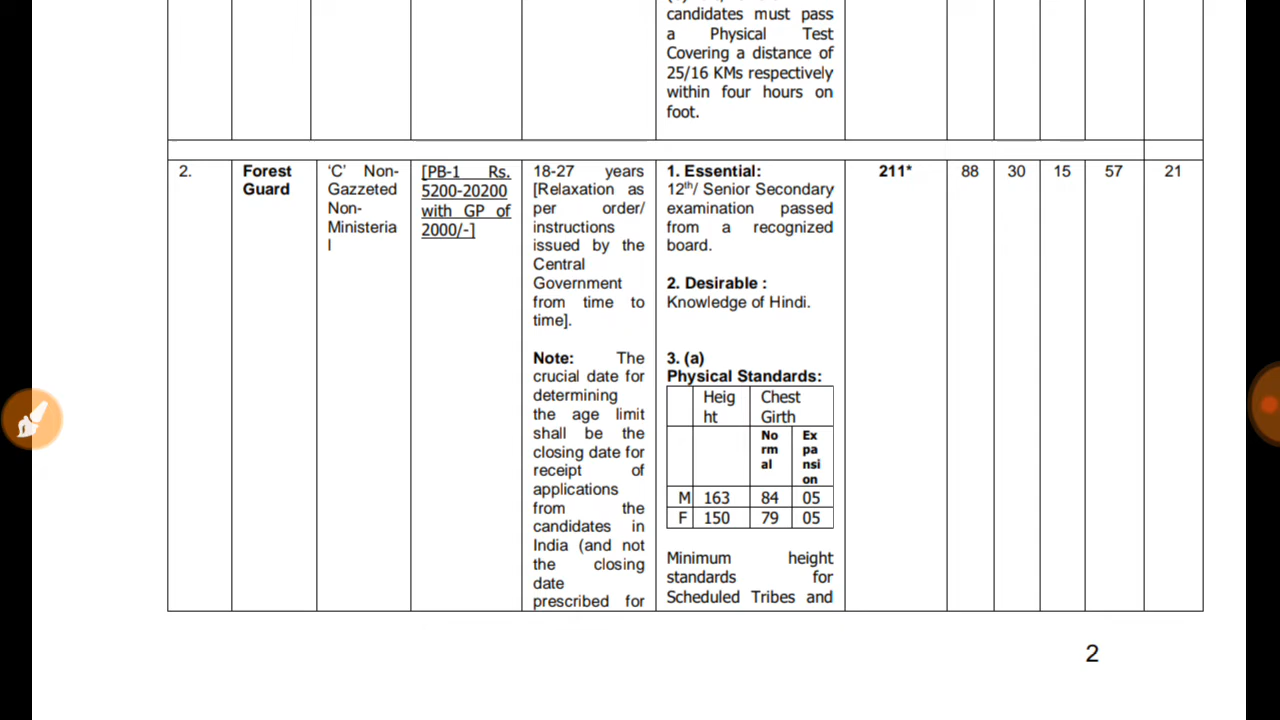 candidates must pass
a Physical Test
Covering a distance of
25/16 KMs respectively
within four hours on
foot.
2.
Forest
Guard
‘C’ Non-
Gazzeted
Non-
Ministeria
l
[PB-1 Rs.
5200-20200
with GP of
2000/-]
18-27 years
[Relaxation as
per order/
instructions
issued by the
Central
Government
from time to
time].
Note: The
crucial date for
determining
the age limit
shall be the
closing date for
receipt of
applications
from the
candidates in
India (and not
the closing
date
prescribed for
1. Essential:
12th/ Senior Secondary
examination passed
from a recognized
board.
2. Desirable :
Knowledge of Hindi.
3. (a)
Physical Standards:
Heig
ht
Chest
Girth
No
rm
al
Ex
pa
nsi
on
M 163 84 05
F 150 79 05
Minimum height
standards for
Scheduled Tribes and
211*
88
30
15
57
21
2